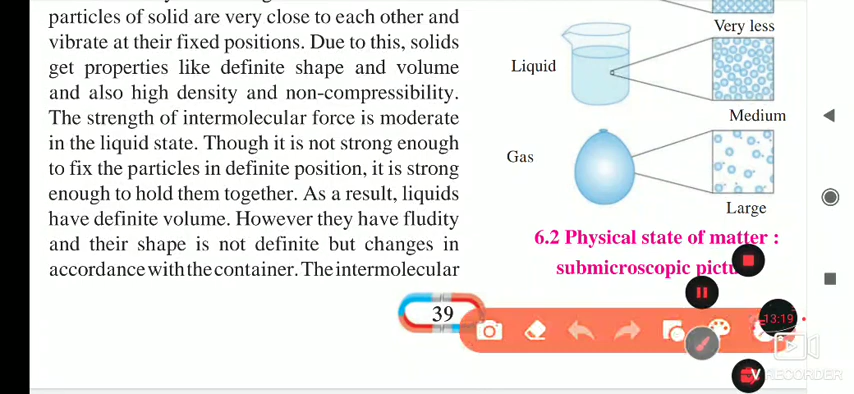 particles of solid are very close to each other and
vibrate at their fixed positions. Due to this, solids
get properties like definite shape and volume
and also high density and non-compressibility.
The strength of intermolecular force is moderate
in the liquid state. Though it is not strong enough
to fix the particles in definite position, it is strong
enough to hold them together. As a result, liquids
have definite volume. However they have fludity
and their shape is not definite but changes in
accordance with the container. The intermolecular
Very less
Liquid
Medium
Gas
Large
6.2 Physical state of matter :
submicroscopic
39
13:19
RECORDER